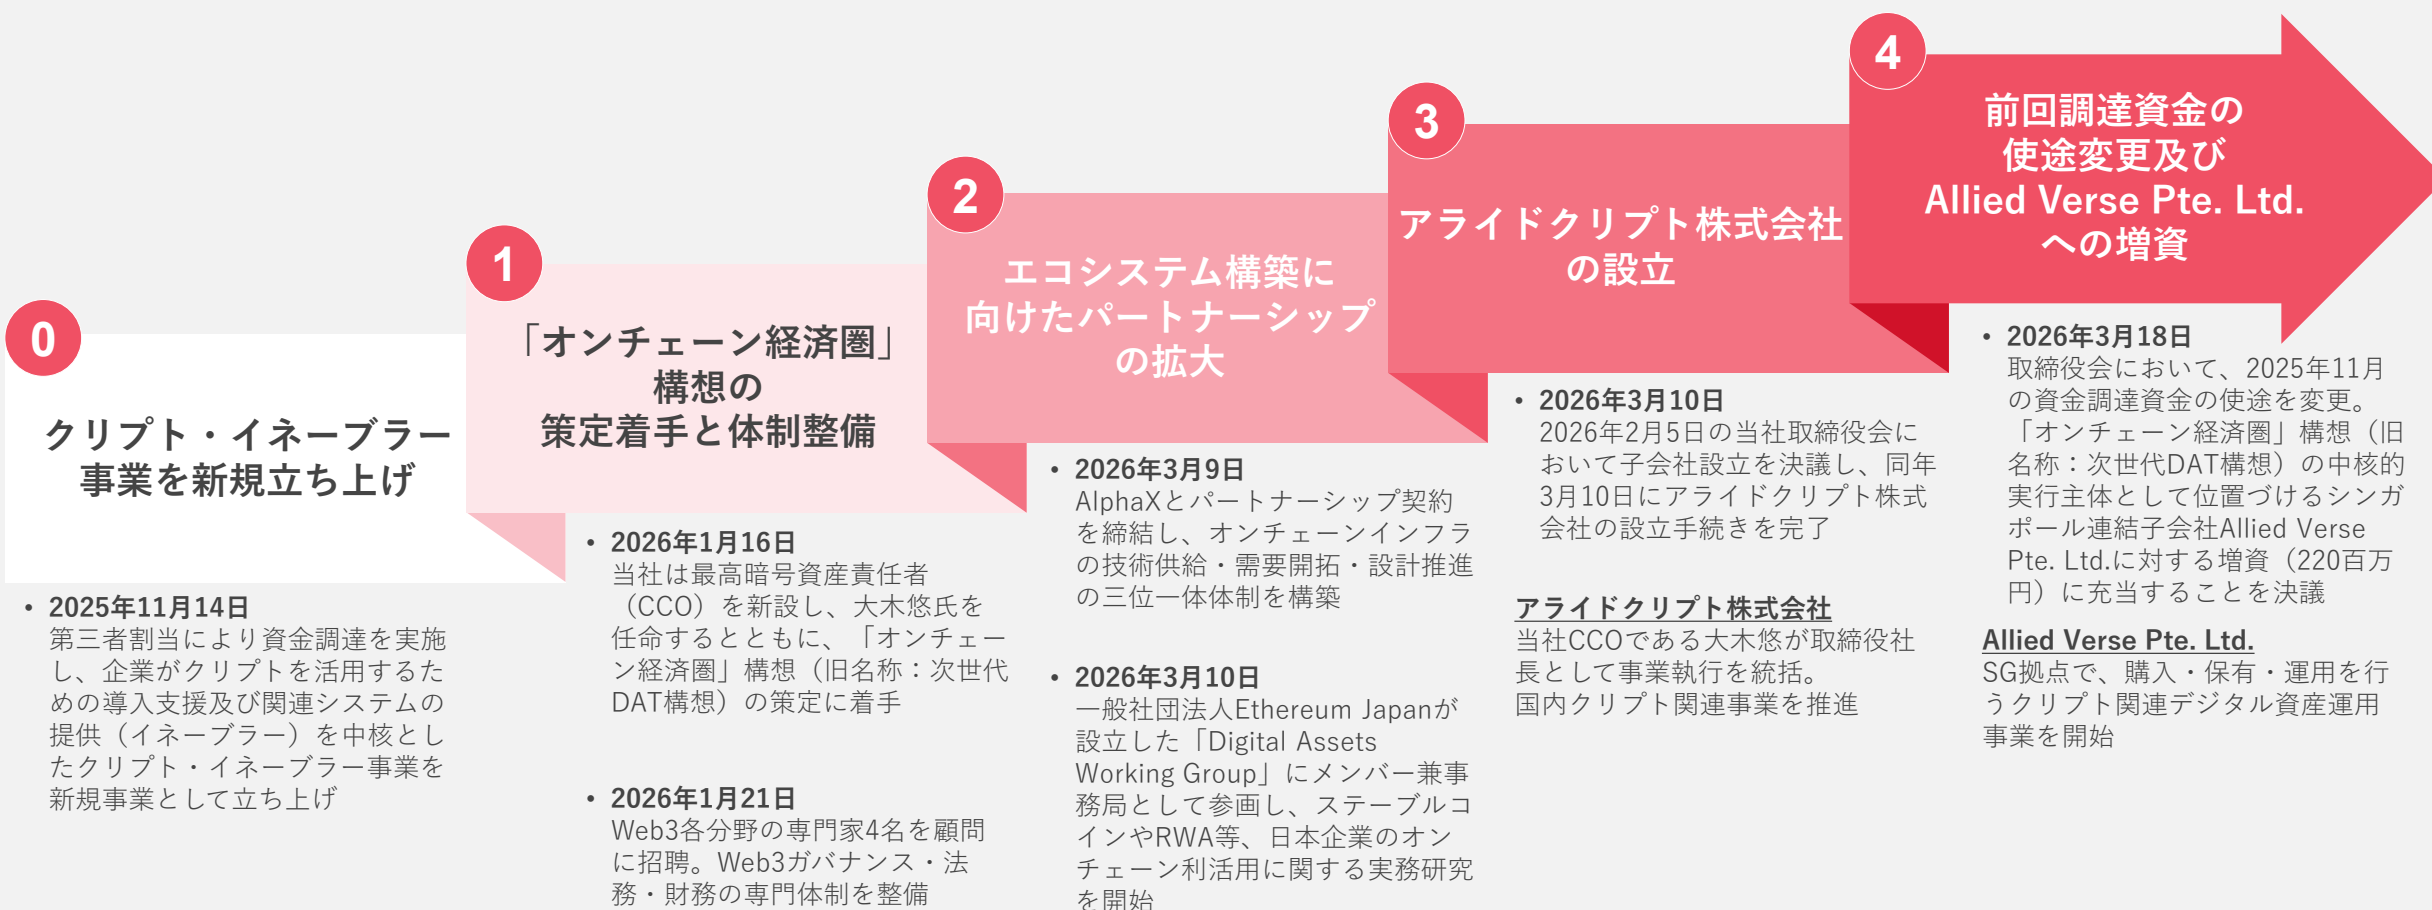 0
クリプト・イネーブラー
事業を新規立ち上げ
• 2025年11月14日
第三者割当により資金調達を実施
し、企業がクリプトを活用するた
めの導入支援及び関連システムの
提供（イネーブラー）を中核とし
たクリプト・イネーブラー事業を
新規事業として立ち上げ
1
「オンチェーン経済圏」
構想の
策定着手と体制整備
• 2026年1月16日
当社は最高暗号資産責任者
（CCO）を新設し、大木悠氏を
任命するとともに、「オンチェー
ン経済圏」構想（旧名称：次世代
DAT構想）の策定に着手
• 2026年1月21日
Web3各分野の専門家4名を顧問
に招聘。Web3ガバナンス・法
務・財務の専門体制を整備
2
エコシステム構築に
向けたパートナーシップ
の拡大
• 2026年3月9日
AlphaXとパートナーシップ契約
を締結し、オンチェーンインフラ
の技術供給・需要開拓・設計推進
の三位一体体制を構築
• 2026年3月10日
一般社団法人Ethereum Japanが
設立した「Digital Assets
Working Group」にメンバー兼事
務局として参画し、ステーブルコ
インやRWA等、日本企業のオン
チェーン利活用に関する実務研究
を開始
3
アライドクリプト株式会社
の設立
• 2026年3月10日
2026年2月5日の当社取締役会に
おいて子会社設立を決議し、同年
3月10日にアライドクリプト株式
会社の設立手続きを完了
アライドクリプト株式会社
当社CCOである大木悠が取締役社
長として事業執行を統括。
国内クリプト関連事業を推進
4
前回調達資金の
使途変更及び
Allied Verse Pte. Ltd.
への増資
• 2026年3月18日
取締役会において、2025年11月
の資金調達資金の使途を変更。
「オンチェーン経済圏」構想（旧
名称：次世代DAT構想）の中核的
実行主体として位置づけるシンガ
ポール連結子会社Allied Verse
Pte. Ltd.に対する増資（220百万
円）に充当することを決議
Allied Verse Pte. Ltd.
SG拠点で、購入・保有・運用を行
うクリプト関連デジタル資産運用
事業を開始